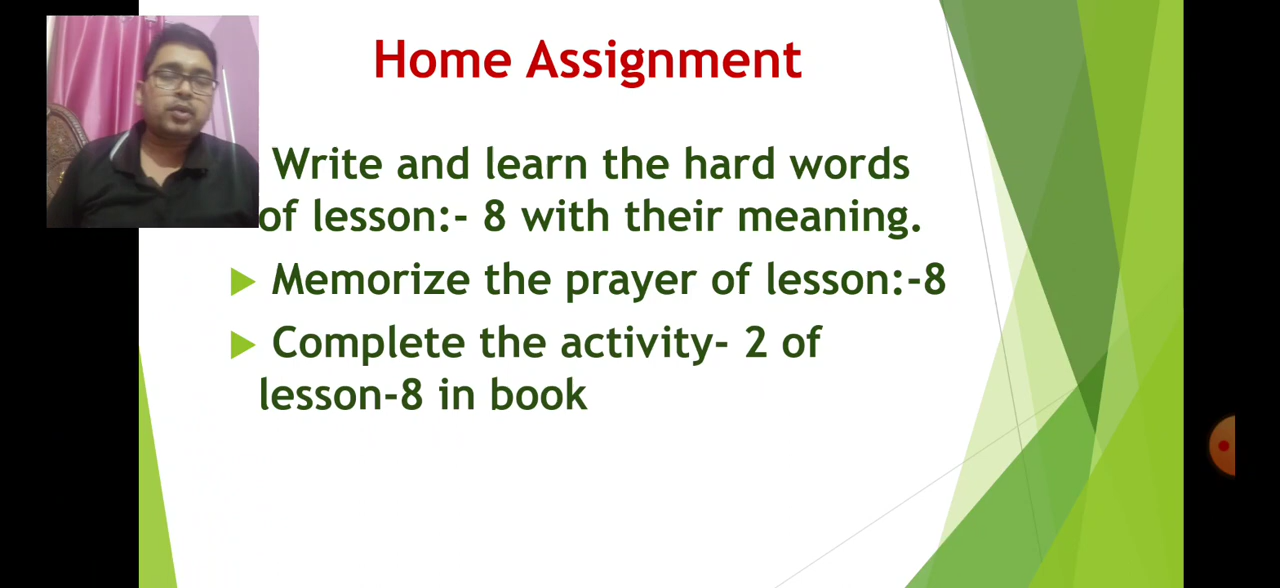 Home Assignment
Write and learn the hard words
of lesson:- 8 with their meaning.
Memorize the prayer of lesson:-8
Complete the activity- 2 of
lesson-8 in book